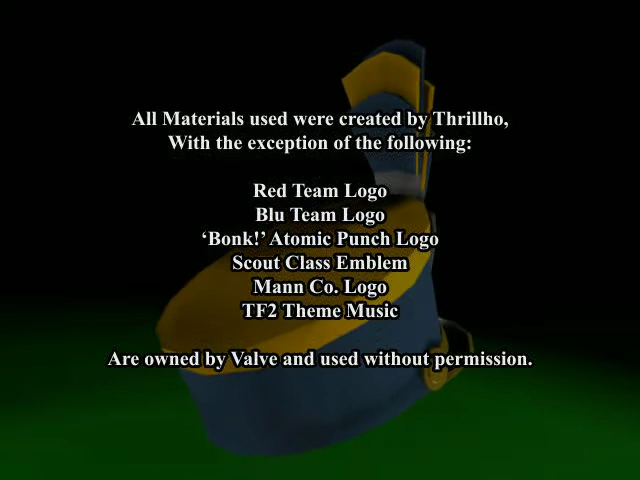 All Materials used were created by Thrillho,
With the exception of the following:
Red Team Logo
Blu Team Logo
‘Bonk!’ Atomic Punch Logo
Scout Class Emblem
Mann Co. Logo
TF2 Theme Music
Are owned by Valve and used without permission.